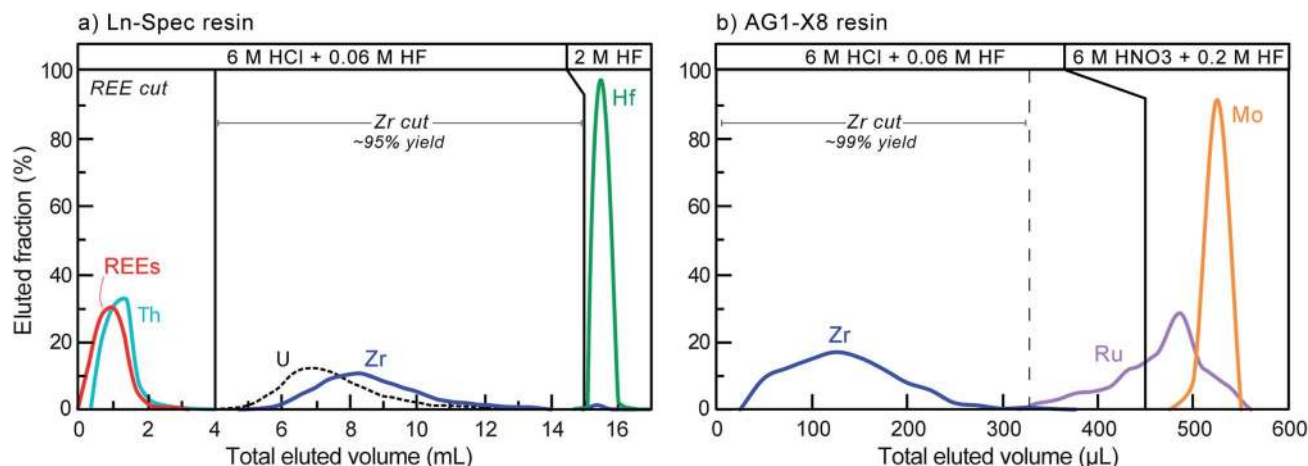 a) Ln-Spec resin
6 M HCl + 0.06 M HF
2 M HF
100
80
60
40
20
0
Eluted fraction (%)
REE cut
Zr cut
~95% yield
Hf
REEs
Th
U
Zr
0 2 4 6 8 10 12 14 16
Total eluted volume (mL)
b) AG1-X8 resin
6 M HCl + 0.06 M HF
6 M HNO3 + 0.2 M HF
100
80
60
40
20
0
Zr cut
~99% yield
Mo
Zr
Ru
0 100 200 300 400 500 600
Total eluted volume (µL)